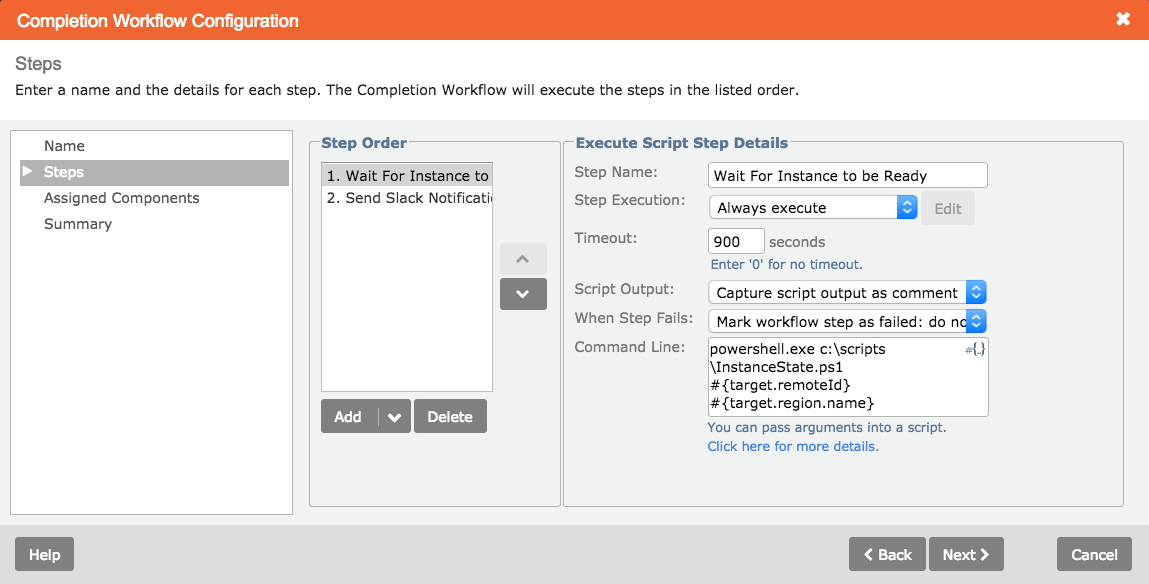 Completion Workflow Configuration
Steps
Enter a name and the details for each step. The Completion Workflow will execute the steps in the listed order.
Name
Steps
Assigned Components
Summary
Step Order
1. Wait For Instance to
2. Send Slack Notificati
Add
Delete
Execute Script Step Details
Step Name:
Wait For Instance to be Ready
Step Execution:
Always execute
Edit
Timeout:
900
seconds
Enter '0' for no timeout.
Script Output:
Capture script output as comment
When Step Fails:
Mark workflow step as failed: do no
Command Line:
powershell.exe c:\scripts
\InstanceState.ps1
#{target.remoteId}
#{target.region.name}
#{.}
You can pass arguments into a script.
Click here for more details.
Help
Back
Next
Cancel